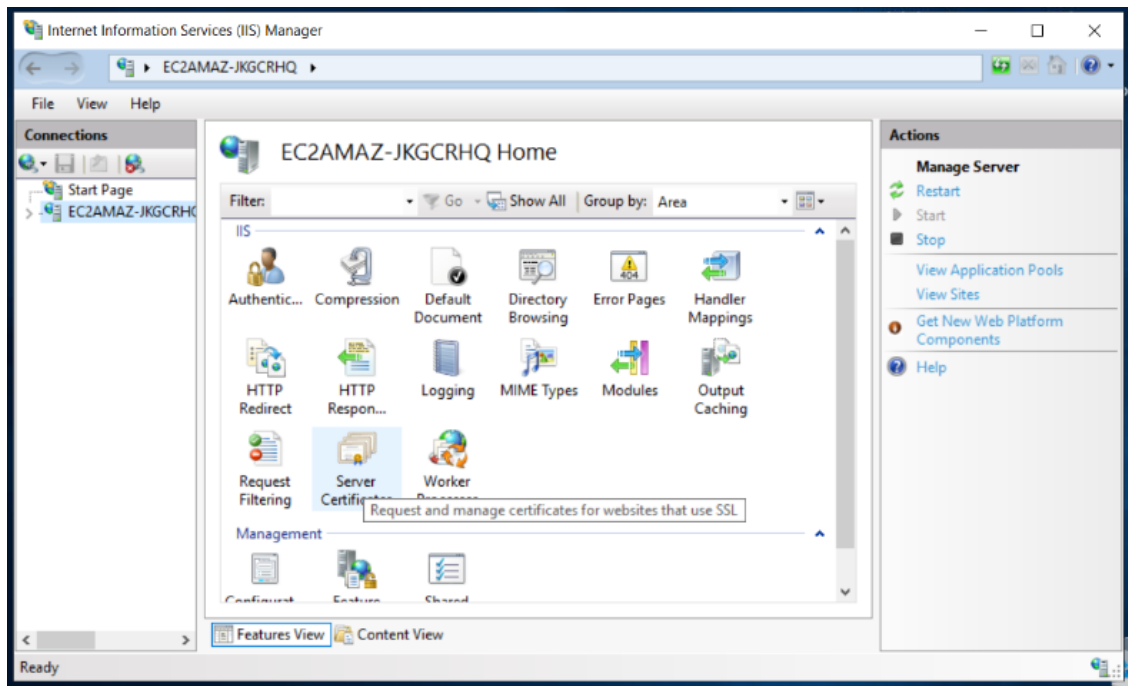 Internet Information Services (IIS) Manager
EC2AMAZ-JKGCRHQ
File View Help
Connections
Start Page
EC2AMAZ-JKGCRHQ
EC2AMAZ-JKGCRHQ Home
Filter: Go Show All Group by: Area
IIS
Authentic... Compression Default Document Directory Browsing Error Pages Handler Mappings
HTTP Redirect HTTP Respon... Logging MIME Types Modules Output Caching
Request Filtering Server Certificates Worker
Request and manage certificates for websites that use SSL
Management
Configurat Feature Shared
Features View Content View
Actions
Manage Server
Restart
Start
Stop
View Application Pools
View Sites
Get New Web Platform
Components
Help
Ready